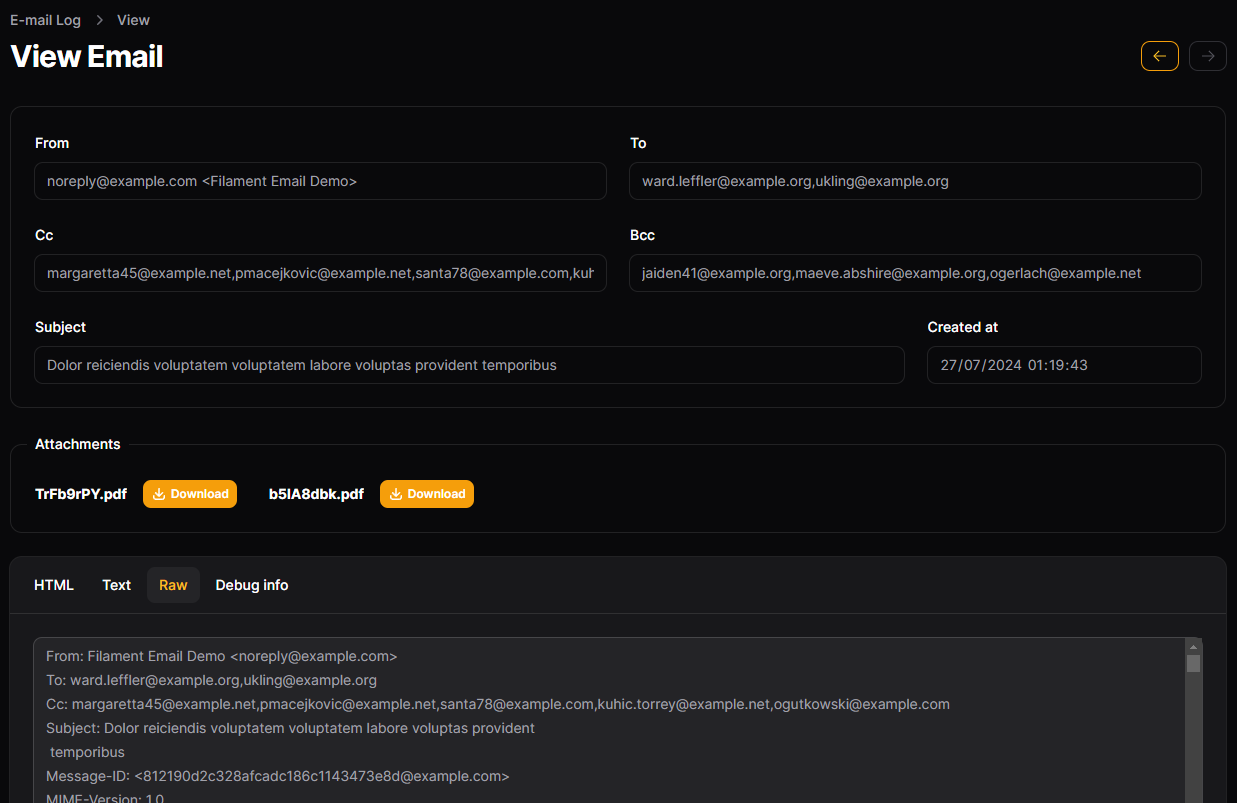 E-mail Log > View
View Email
From
noreply@example.com <Filament Email Demo>
To
ward.leffler@example.org,ukling@example.org
Cc
margaretta45@example.net,pmacejkovic@example.net,santa78@example.com,kuh
Bcc
jaiden41@example.org,maeve.abshire@example.org,ogerlach@example.net
Subject
Dolor reiciendis voluptatem voluptatem labore voluptas provident temporibus
Created at
27/07/2024 01:19:43
Attachments
TrFb9rPY.pdf Download b5IA8dbk.pdf Download
HTML Text Raw Debug info
From: Filament Email Demo <noreply@example.com>
To: ward.leffler@example.org,ukling@example.org
Cc: margaretta45@example.net,pmacejkovic@example.net,santa78@example.com,kuhic.torrey@example.net,ogutkowski@example.com
Subject: Dolor reiciendis voluptatem voluptatem labore voluptas provident
temporibus
Message-ID: <812190d2c328afcadc186c1143473e8d@example.com>
MIME-Version: 1.0